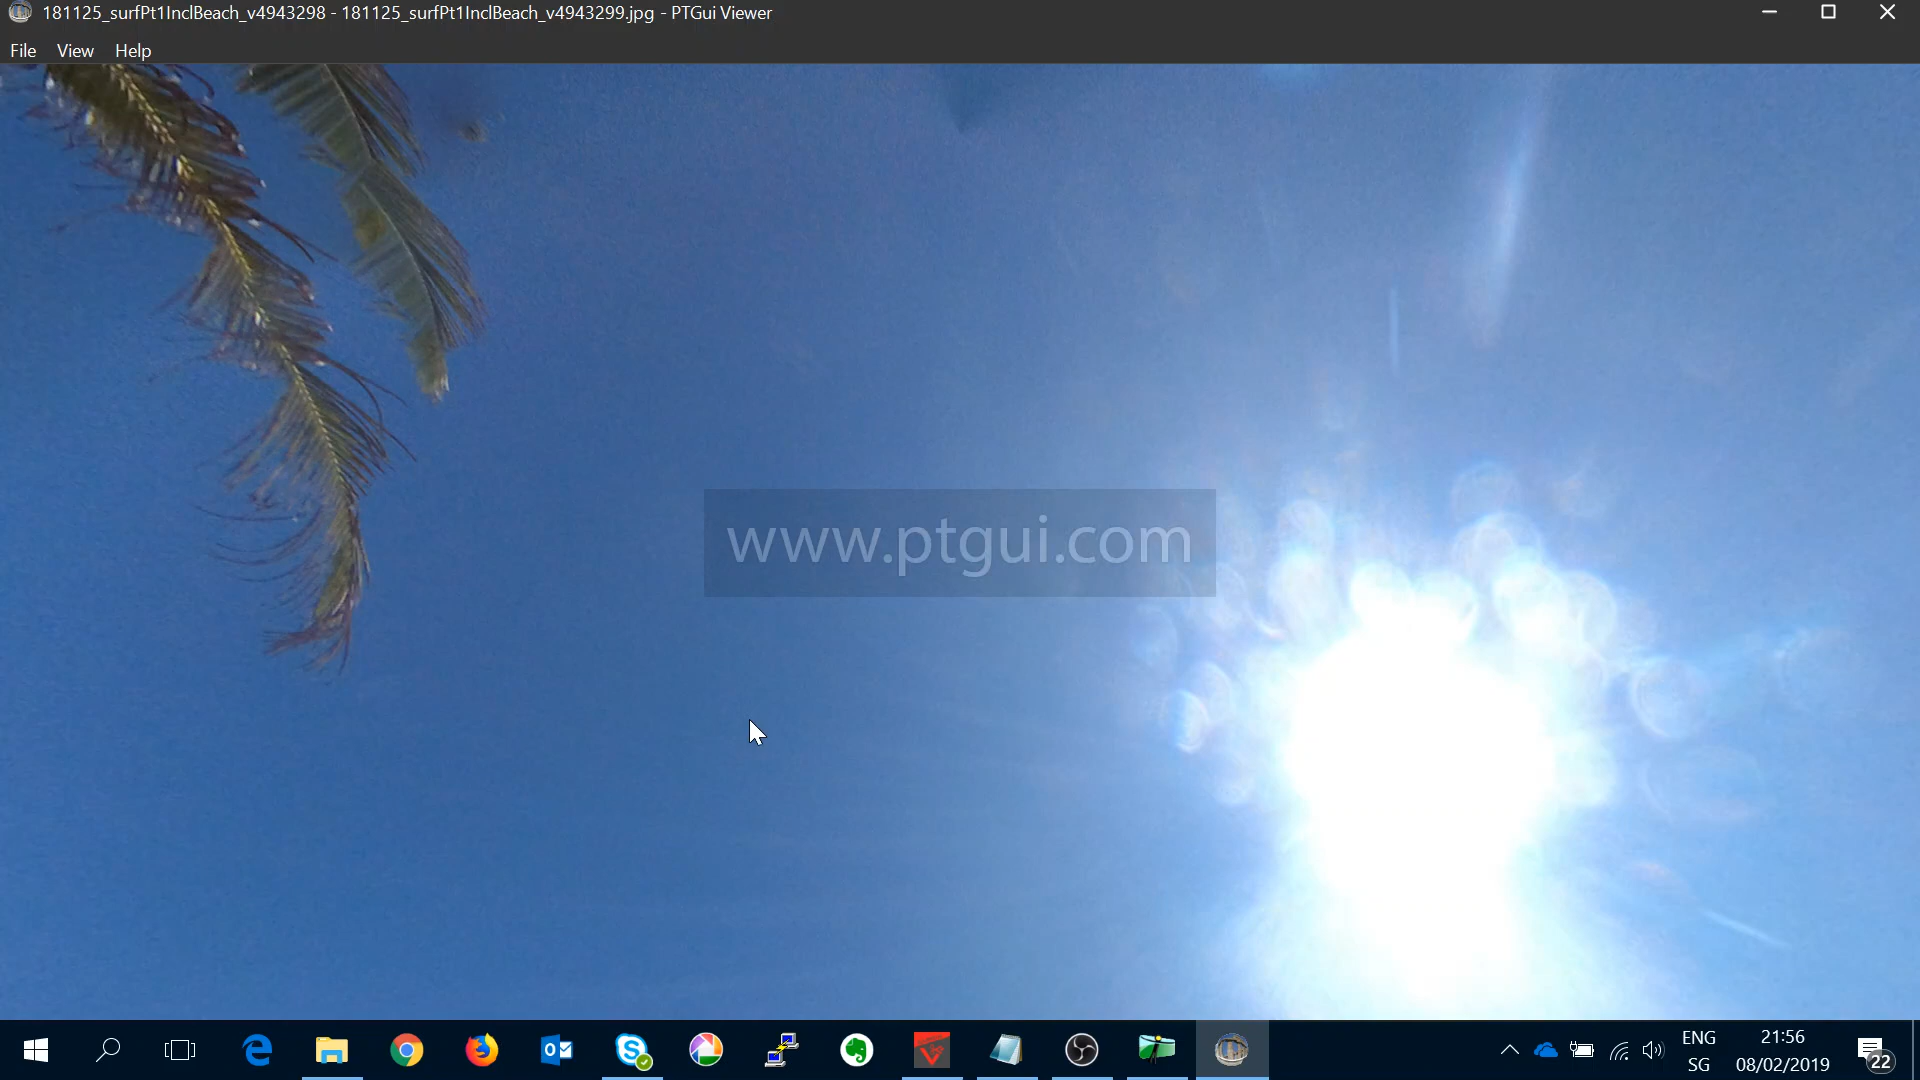 181125_surfPt1InclBeach_v4943298 - 181125_surfPt1InclBeach_v4943299.jpg - PTGui Viewer
File View Help
www.ptgui.com
ENG
SG
21:56
08/02/2019
22